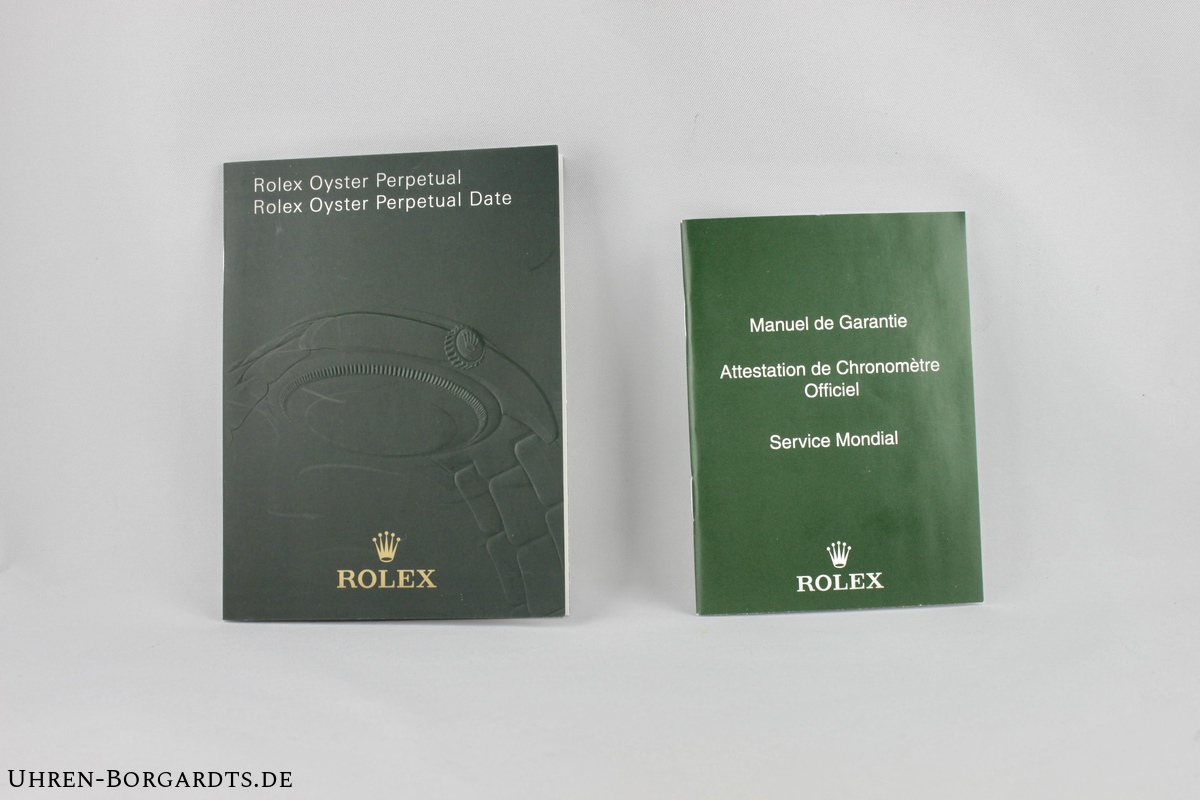 Rolex Oyster Perpetual
Rolex Oyster Perpetual Date
ROLEX
Manuel de Garantie
Attestation de Chronomètre
Officiel
Service Mondial
ROLEX
Uhren-Borgardts.de